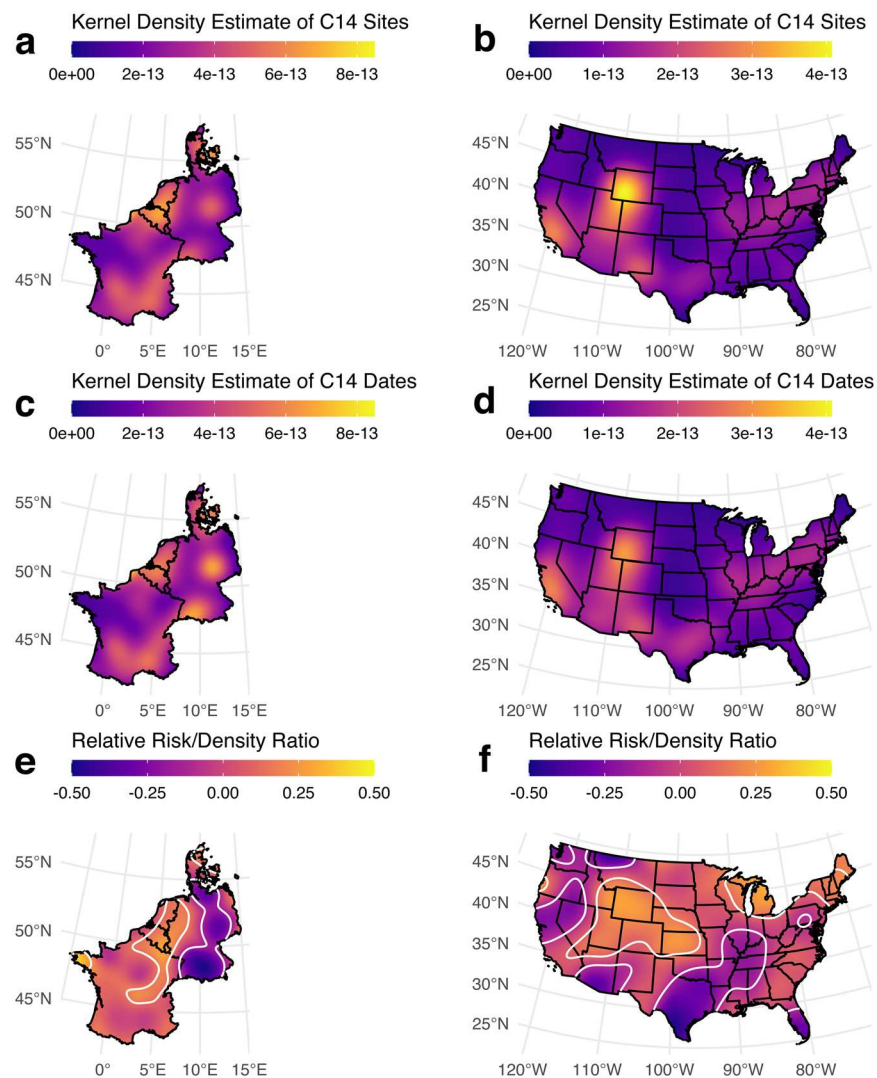 a
Kernel Density Estimate of C14 Sites
0e+00 2e-13 4e-13 6e-13 8e-13
55°N
50°N
45°N
0° 5°E 10°E 15°E
b
Kernel Density Estimate of C14 Sites
0e+00 1e-13 2e-13 3e-13 4e-13
45°N
40°N
35°N
30°N
25°N
120°W 110°W 100°W 90°W 80°W
c
Kernel Density Estimate of C14 Dates
0e+00 2e-13 4e-13 6e-13 8e-13
55°N
50°N
45°N
0° 5°E 10°E 15°E
d
Kernel Density Estimate of C14 Dates
0e+00 1e-13 2e-13 3e-13 4e-13
45°N
40°N
35°N
30°N
25°N
120°W 110°W 100°W 90°W 80°W
e
Relative Risk/Density Ratio
-0.50 -0.25 0.00 0.25 0.50
55°N
50°N
45°N
0° 5°E 10°E 15°E
f
Relative Risk/Density Ratio
-0.50 -0.25 0.00 0.25 0.50
45°N
40°N
35°N
30°N
25°N
120°W 110°W 100°W 90°W 80°W